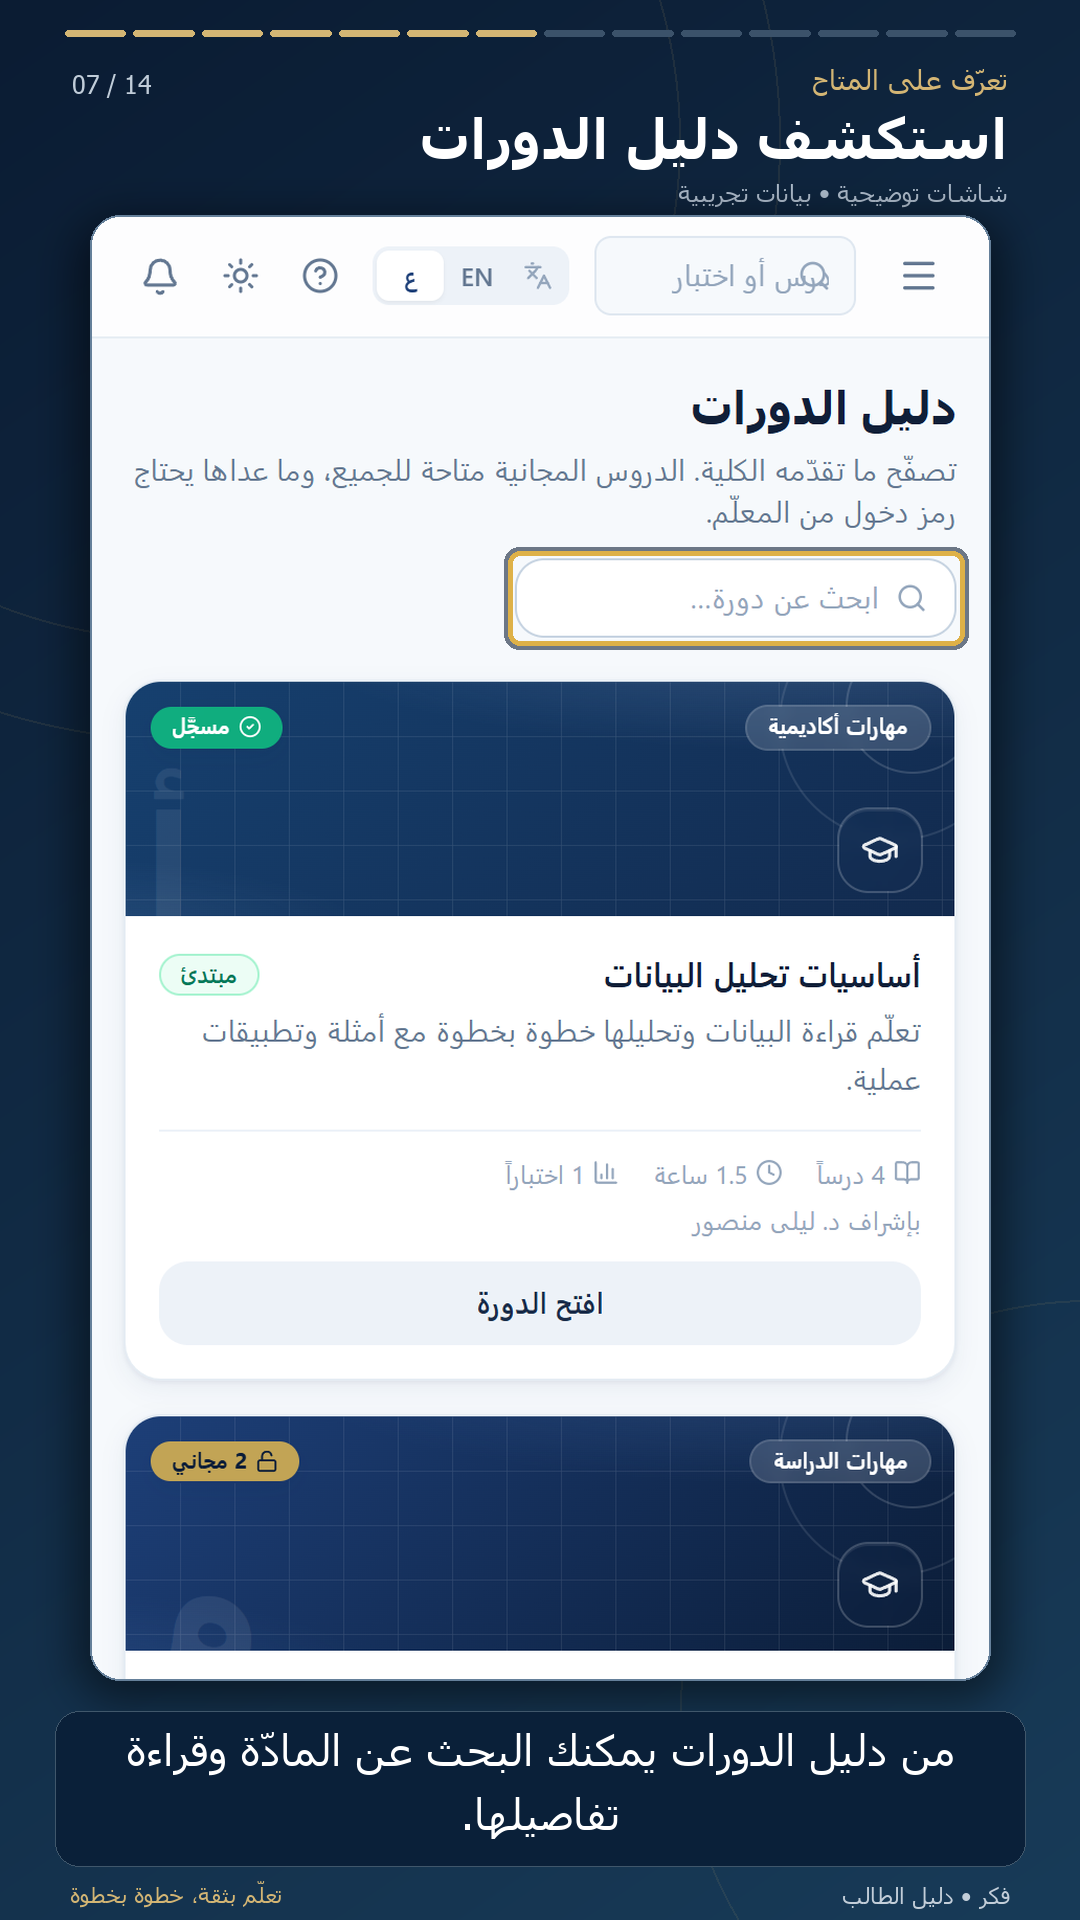 07 / 14
تعرّف على المتاح
استكشف دليل الدورات
شاشات توضيحية • بيانات تجريبية
أو اختبار
EN
ع
دليل الدورات
تصفّح ما تقدّمه الكلية. الدروس المجانية متاحة للجميع، وما عداها يحتاج
رمز دخول من المعلّم.
ابحث عن دورة...
مهارات أكاديمية
مسجَّل
أ
أساسيات تحليل البيانات
مبتدئ
تعلّم قراءة البيانات وتحليلها خطوة بخطوة مع أمثلة وتطبيقات
عملية.
4 درساً
1.5 ساعة
1 اختباراً
بإشراف د. ليلى منصور
افتح الدورة
مهارات الدراسة
2 مجاني
من دليل الدورات يمكنك البحث عن المادّة وقراءة
تفاصيلها.
فكر • دليل الطالب
تعلّم بثقة، خطوة بخطوة